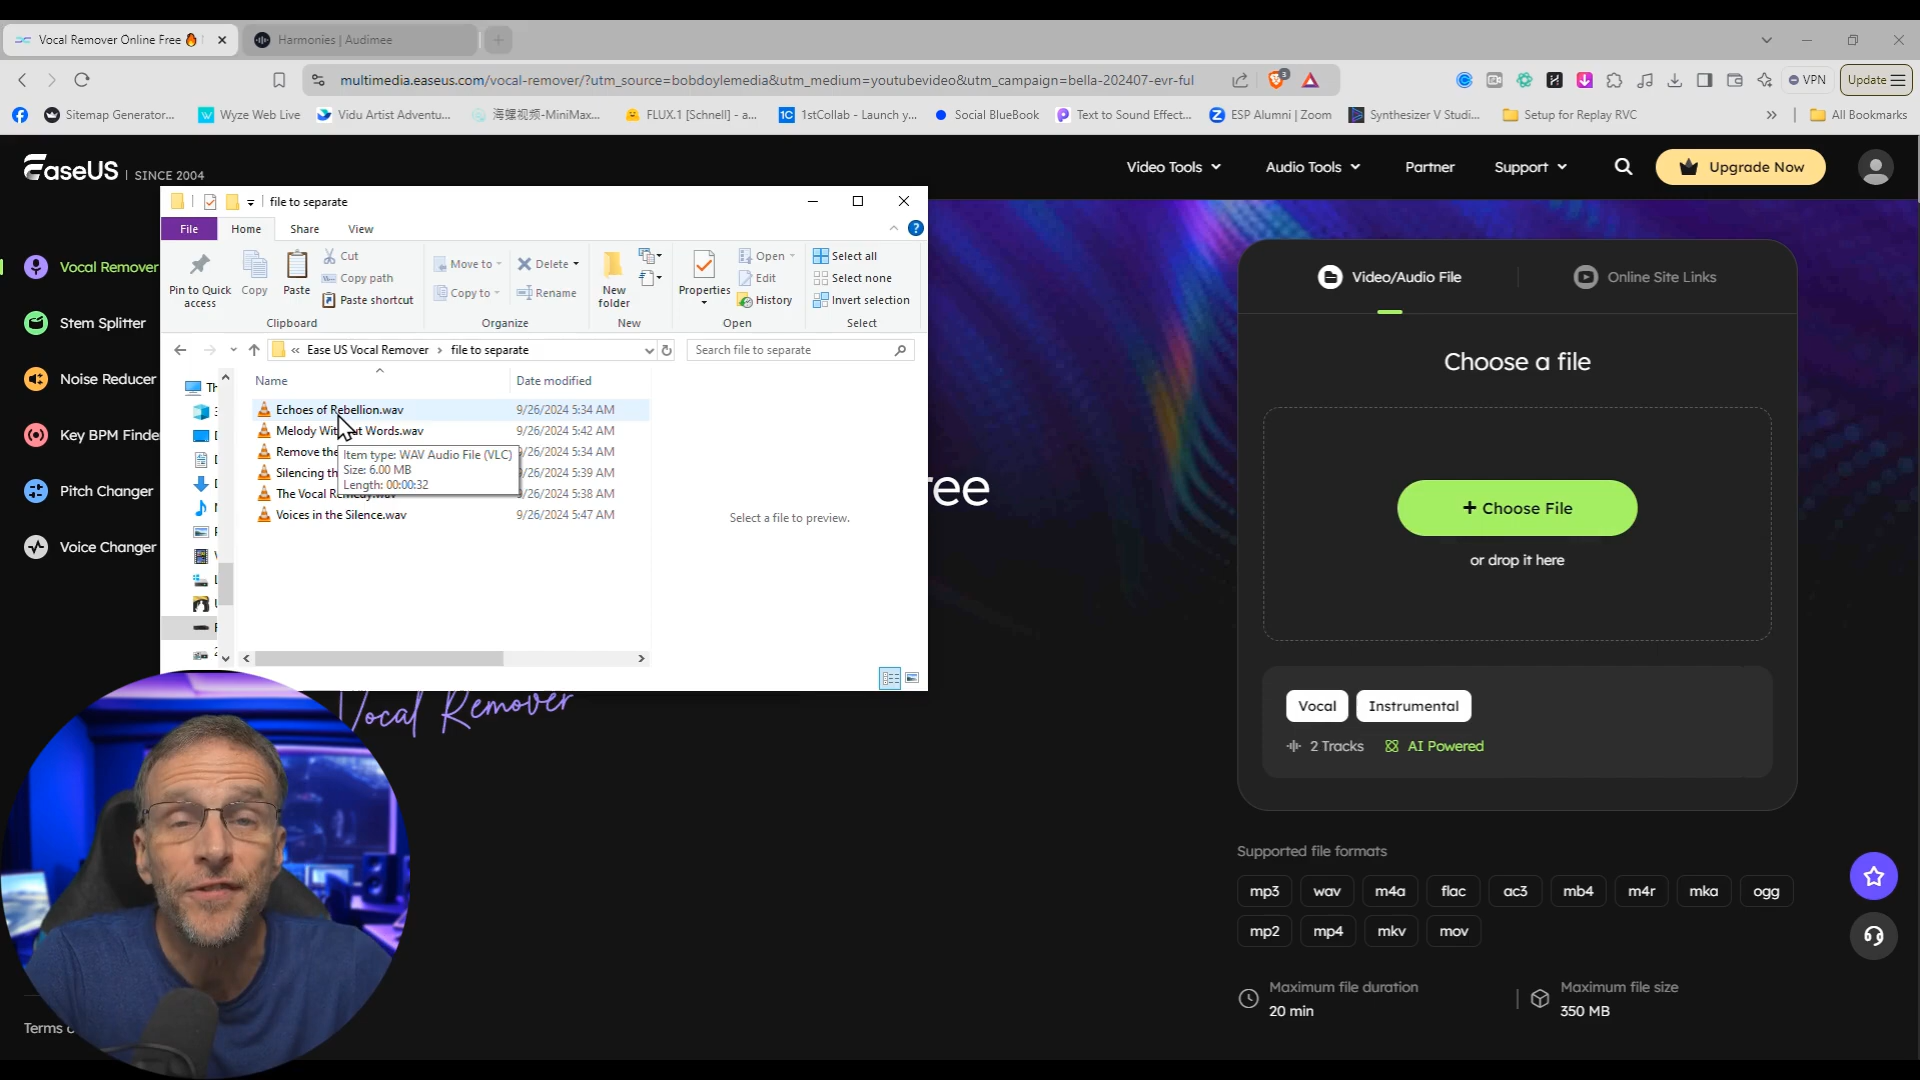 Vocal Remover Online Free🔥
Harmonies | Audimee
multimedia.easeus.com/vocal-remover/?utm_source=bobdoylemedia&utm_medium=youtubevideo&utm_campaign=bella-202407-evr-ful
3
VPN
Update
Sitemap Generator...
Wyze Web Live
Vidu Artist Adventu...
海螺视频-MiniMax...
FLUX.1 [Schnell] - a...
1stCollab - Launch y...
Social BlueBook
Text to Sound Effect...
ESP Alumni | Zoom
Synthesizer V Studi...
Setup for Replay RVC
All Bookmarks
EaseUS | SINCE 2004
Video Tools
Audio Tools
Partner
Support
Upgrade Now
Vocal Remover
Stem Splitter
Noise Reducer
Key BPM Finde
Pitch Changer
Voice Changer
file to separate
File
Home
Share
View
Pin to Quick access
Copy
Paste
Cut
Copy path
Paste shortcut
Clipboard
Move to
Copy to
Delete
Rename
Organize
New folder
New
Properties
Open
Edit
History
Open
Select all
Select none
Invert selection
Select
« Ease US Vocal Remover › file to separate
Search file to separate
Name
Date modified
Echoes of Rebellion.wav 9/26/2024 5:34 AM
Melody Without Words.wav 9/26/2024 5:42 AM
Remove the 9/26/2024 5:34 AM
Silencing th 9/26/2024 5:39 AM
The Vocal Remedy.wav 9/26/2024 5:38 AM
Voices in the Silence.wav 9/26/2024 5:47 AM
Item type: WAV Audio File (VLC)
Size: 6.00 MB
Length: 00:00:32
Select a file to preview.
ree
Vocal Remover
Video/Audio File
Online Site Links
Choose a file
+ Choose File
or drop it here
Vocal
Instrumental
2 Tracks
AI Powered
Supported file formats
mp3 wav m4a flac ac3 mb4 m4r mka ogg
mp2 mp4 mkv mov
Maximum file duration
20 min
Maximum file size
350 MB
Terms o